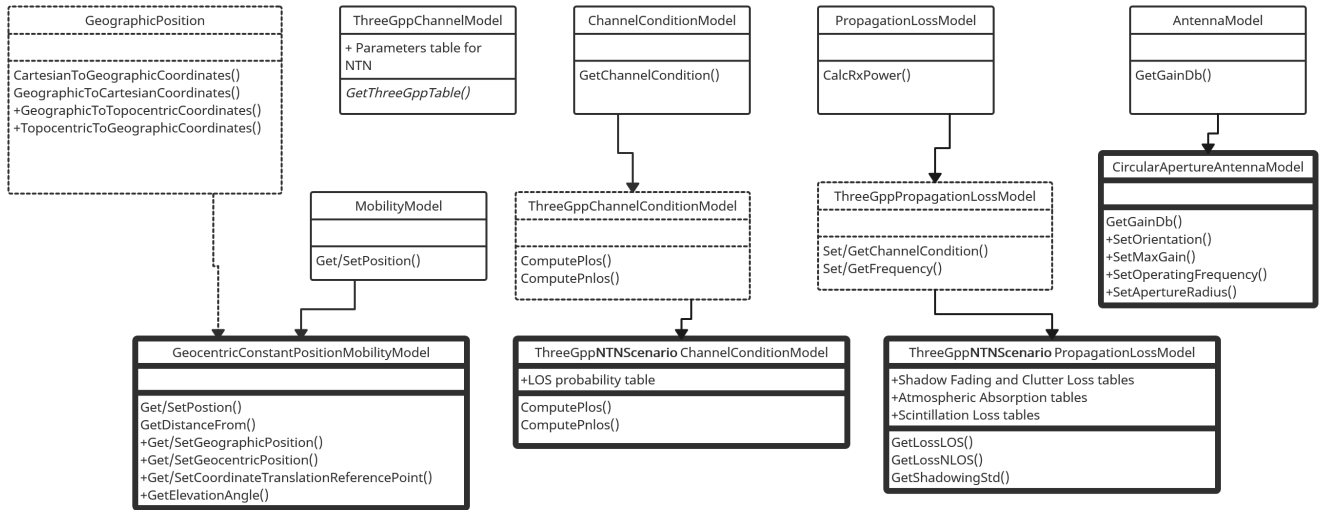 GeographicPosition
CartesianToGeographicCoordinates()
GeographicToCartesianCoordinates()
+GeographicToTopocentricCoordinates()
+TopocentricToGeographicCoordinates()
ThreeGppChannelModel
+ Parameters table for
NTN
GetThreeGppTable()
ChannelConditionModel
GetChannelCondition()
PropagationLossModel
CalcRxPower()
AntennaModel
GetGainDb()
MobilityModel
Get/SetPosition()
ThreeGppChannelConditionModel
ComputePlos()
ComputePnlos()
ThreeGppPropagationLossModel
Set/GetChannelCondition()
Set/GetFrequency()
CircularApertureAntennaModel
GetGainDb()
+SetOrientation()
+SetMaxGain()
+SetOperatingFrequency()
+SetApertureRadius()
GeocentricConstantPositionMobilityModel
Get/SetPostion()
GetDistanceFrom()
+Get/SetGeographicPosition()
+Get/SetGeocentricPosition()
+Get/SetCoordinateTranslationReferencePoint()
+GetElevationAngle()
ThreeGppNTNScenario ChannelConditionModel
+LOS probability table
ComputePlos()
ComputePnlos()
ThreeGppNTNScenario PropagationLossModel
+Shadow Fading and Clutter Loss tables
+Atmospheric Absorption tables
+Scintillation Loss tables
GetLossLOS()
GetLossNLOS()
GetShadowingStd()